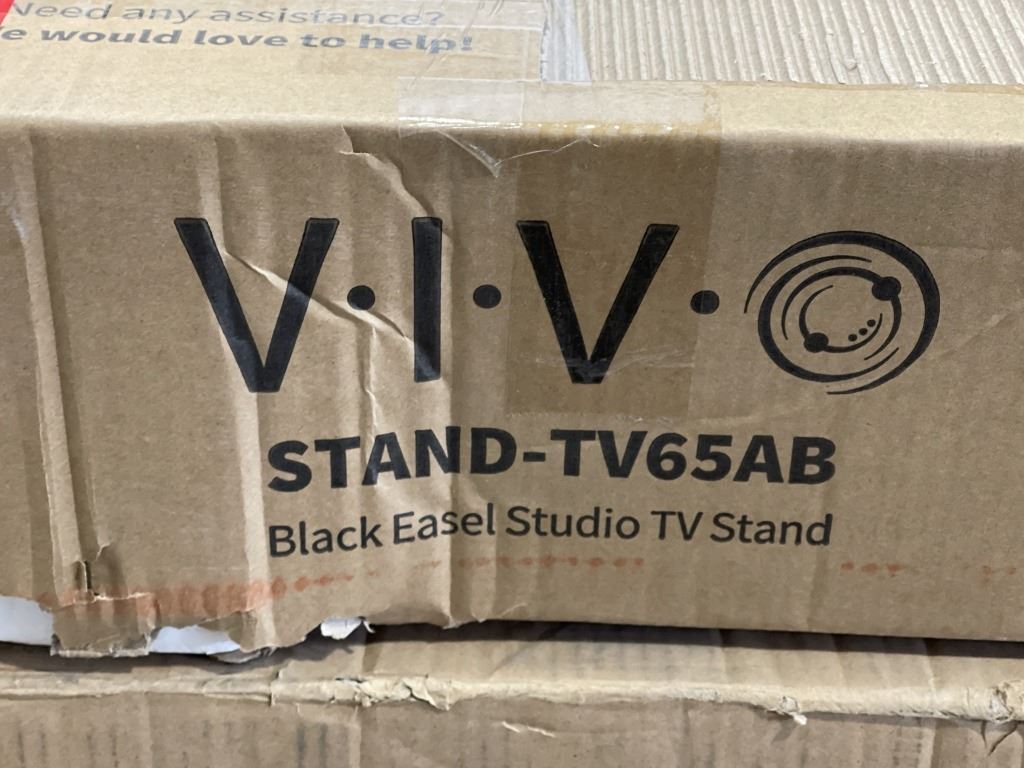 Need any assistance?
e would love to help!
V·I·V·O
STAND-TV65AB
Black Easel Studio TV Stand